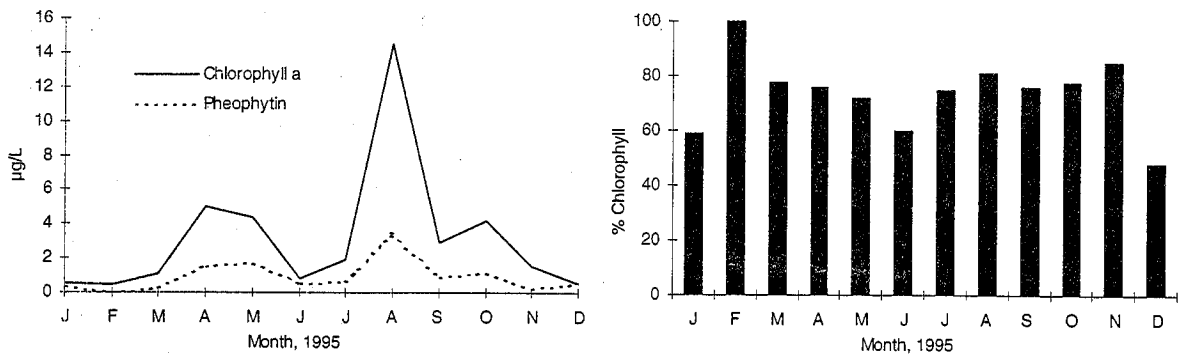 16
14
12
10
8
6
4
2
0
µg/L
Chlorophyll a
Pheophytin
J F M A M J J A S O N D
Month, 1995
100
80
60
40
20
0
% Chlorophyll
J F M A M J J A S O N D
Month, 1995